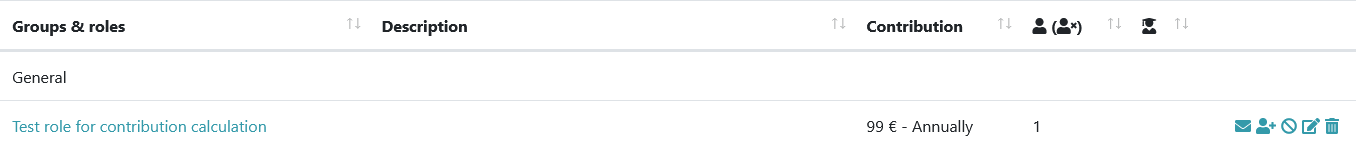 Groups & roles Description Contribution ( )
General
Test role for contribution calculation 99 € - Annually 1